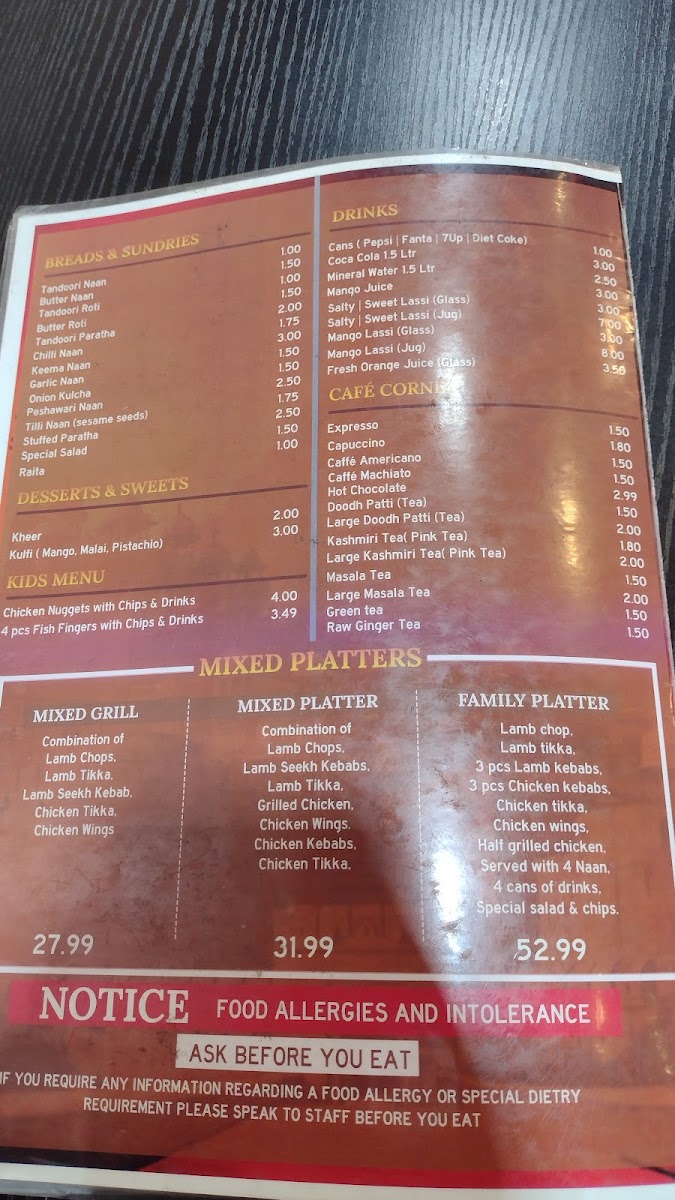 BREADS & SUNDRIES
Tandoori Naan 1.00
Butter Naan 1.50
Tandoori Roti 1.00
Butter Roti 1.50
Tandoori Paratha 2.00
Chilli Naan 1.75
Keema Naan 3.00
Garlic Naan 1.50
Onion Kulcha 1.50
Peshawari Naan 2.50
Tilli Naan (sesame seeds) 1.75
Stuffed Paratha 2.50
Special Salad 1.50
Raita 1.00
DESSERTS & SWEETS
Kheer 2.00
Kulfi ( Mango, Malai, Pistachio) 3.00
KIDS MENU
Chicken Nuggets with Chips & Drinks 4.00
4 pcs Fish Fingers with Chips & Drinks 3.49
DRINKS
Cans ( Pepsi | Fanta | 7Up | Diet Coke) 1.00
Coca Cola 1.5 Ltr 3.00
Mineral Water 1.5 Ltr 2.50
Mango Juice 3.00
Salty | Sweet Lassi (Glass) 3.00
Salty | Sweet Lassi (Jug) 7.00
Mango Lassi (Glass) 3.00
Mango Lassi (Jug) 8.00
Fresh Orange Juice (Glass) 3.50
CAFÉ CORNER
Expresso 1.50
Capuccino 1.80
Caffé Americano 1.50
Caffé Machiato 1.50
Hot Chocolate 2.99
Doodh Patti (Tea) 1.50
Large Doodh Patti (Tea) 2.00
Kashmiri Tea( Pink Tea) 1.80
Large Kashmiri Tea( Pink Tea) 2.00
Masala Tea 1.50
Large Masala Tea 2.00
Green tea 1.50
Raw Ginger Tea 1.50
MIXED PLATTERS
MIXED GRILL
Combination of
Lamb Chops,
Lamb Tikka,
Lamb Seekh Kebab,
Chicken Tikka,
Chicken Wings
27.99
MIXED PLATTER
Combination of
Lamb Chops,
Lamb Seekh Kebabs,
Lamb Tikka,
Grilled Chicken,
Chicken Wings.
Chicken Kebabs,
Chicken Tikka,
31.99
FAMILY PLATTER
Lamb chop,
Lamb tikka,
3 pcs Lamb kebabs,
3 pcs Chicken kebabs,
Chicken tikka,
Chicken wings,
Half grilled chicken,
Served with 4 Naan,
4 cans of drinks,
Special salad & chips.
52.99
NOTICE FOOD ALLERGIES AND INTOLERANCE
ASK BEFORE YOU EAT
IF YOU REQUIRE ANY INFORMATION REGARDING A FOOD ALLERGY OR SPECIAL DIETRY
REQUIREMENT PLEASE SPEAK TO STAFF BEFORE YOU EAT